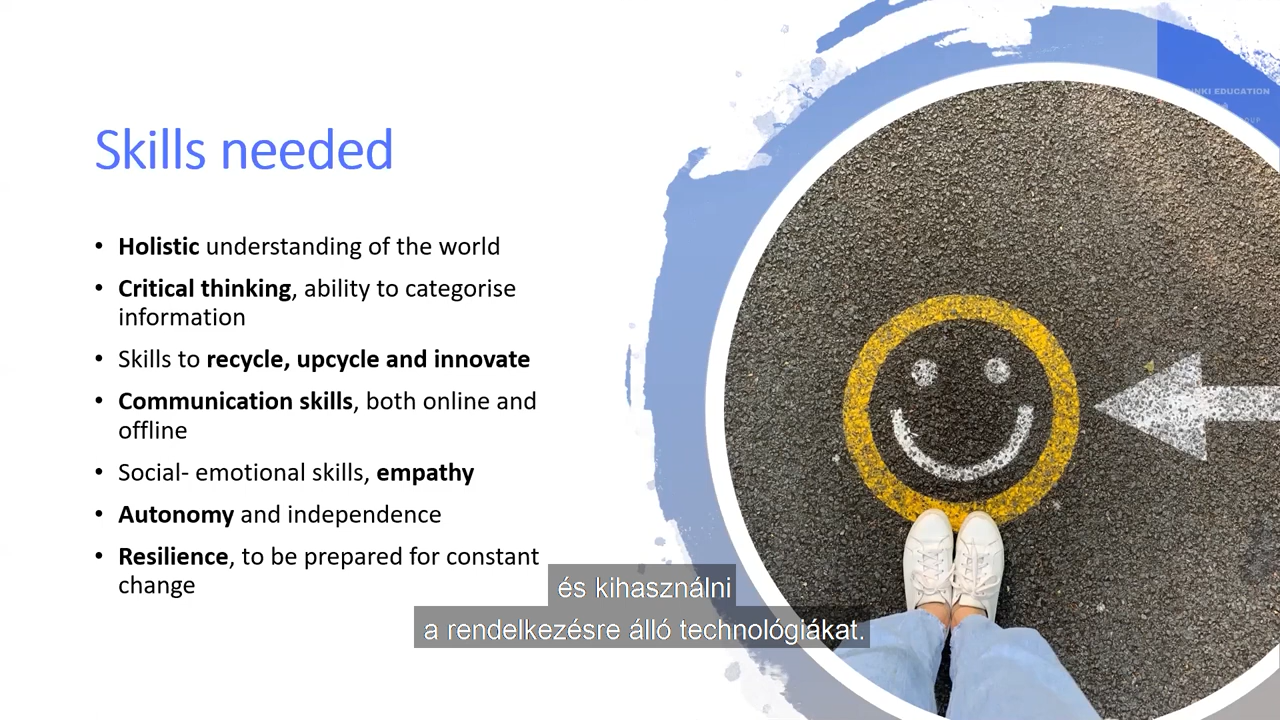 Skills needed
• Holistic understanding of the world
• Critical thinking, ability to categorise
information
• Skills to recycle, upcycle and innovate
• Communication skills, both online and
offline
• Social- emotional skills, empathy
• Autonomy and independence
• Resilience, to be prepared for constant
change
és kihasználni
a rendelkezésre álló technológiákat.
EDUCATION